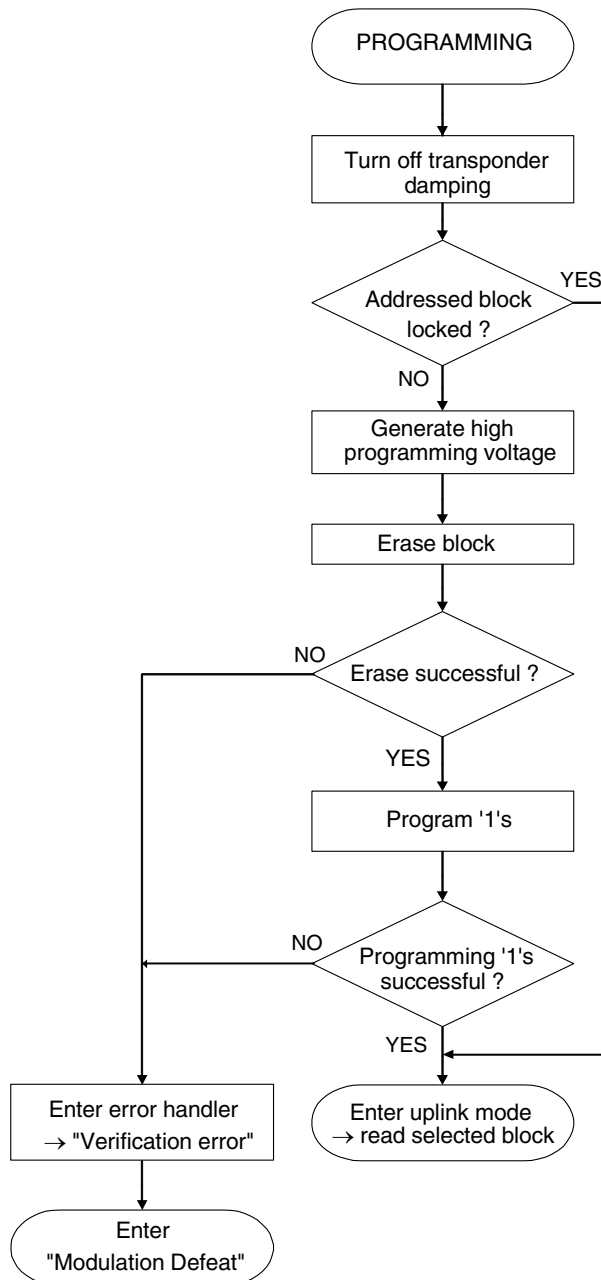 PROGRAMMING
Turn off transponder
damping
YES
Addressed block
locked ?
NO
Generate high
programming voltage
Erase block
NO
Erase successful ?
YES
Program '1's
NO
Programming '1's
successful ?
YES
Enter error handler
→ "Verification error"
Enter uplink mode
→ read selected block
Enter
"Modulation Defeat"